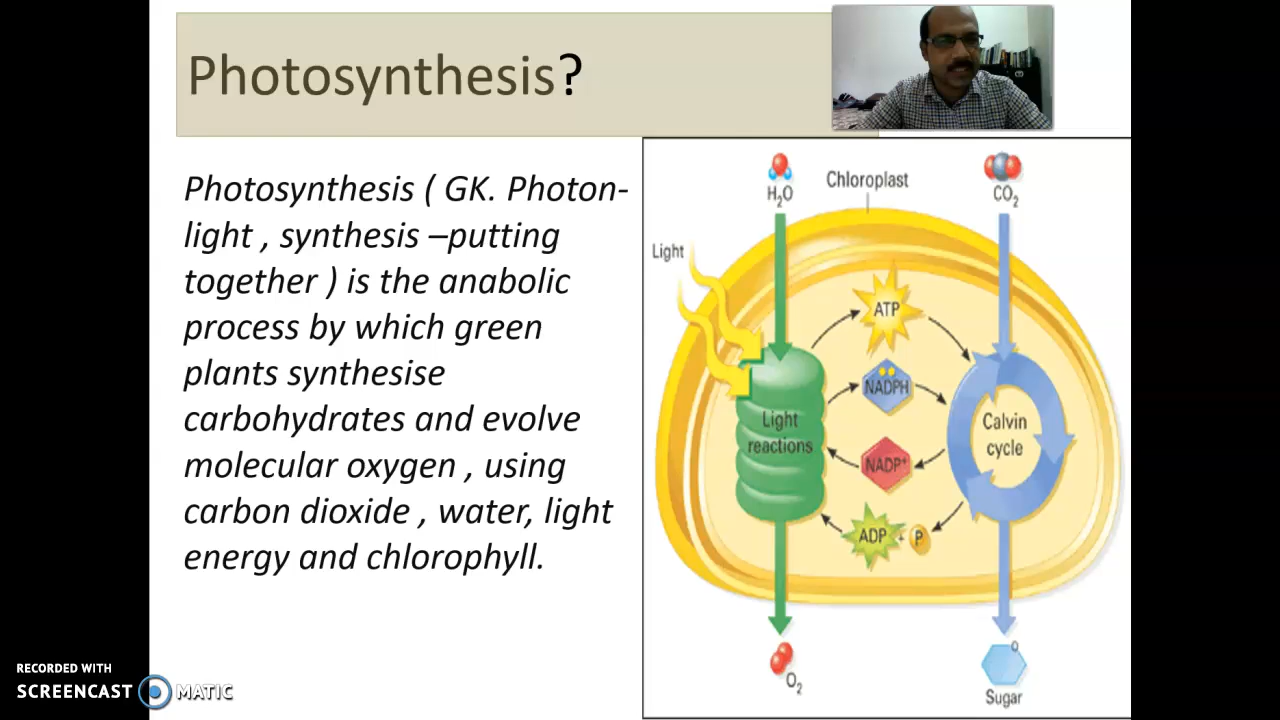 Photosynthesis?
Photosynthesis ( GK. Photon-
light , synthesis –putting
together ) is the anabolic
process by which green
plants synthesise
carbohydrates and evolve
molecular oxygen , using
carbon dioxide , water, light
energy and chlorophyll.
H₂O
Chloroplast
CO₂
Light
ATP
NADPH
Light
reactions
Calvin
cycle
NADP⁺
ADP + P
O₂
Sugar
RECORDED WITH
SCREENCAST MATIC